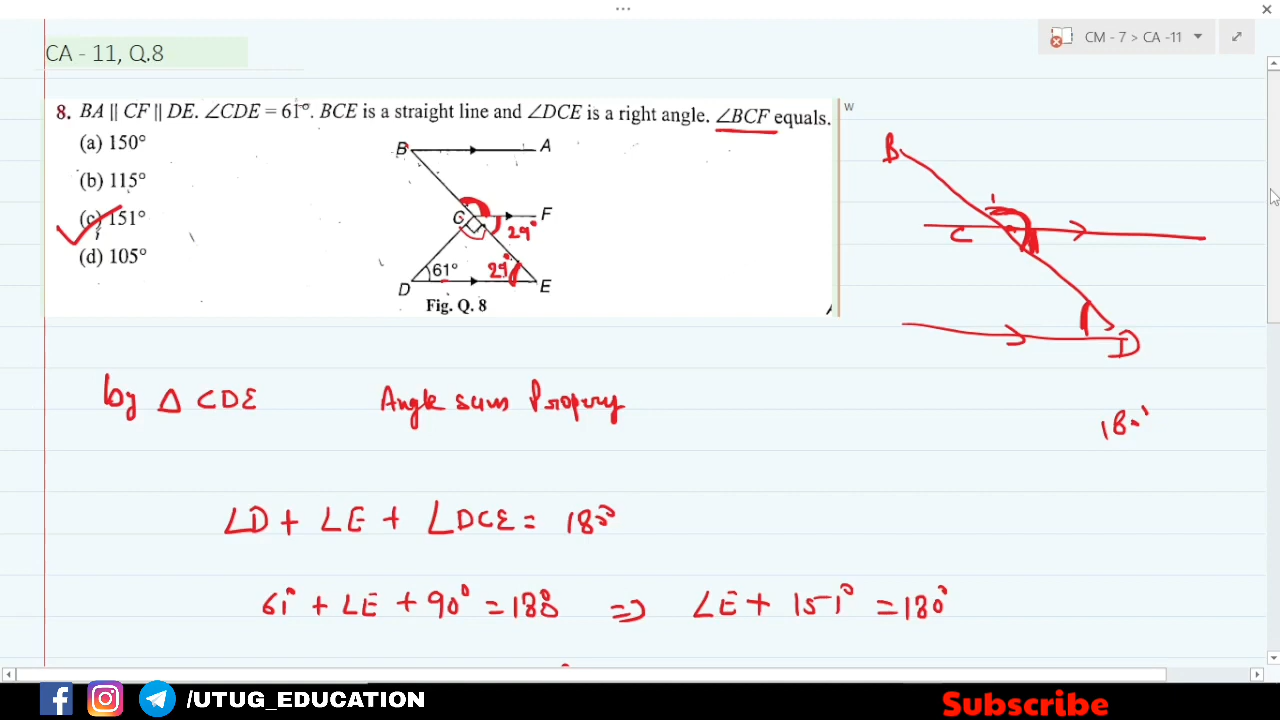 CA - 11, Q.8
CM - 7 > CA -11
8. BA || CF || DE. ∠CDE = 61°. BCE is a straight line and ∠DCE is a right angle. ∠BCF equals.
W
(a) 150°
(b) 115°
(c) 151°
(d) 105°
B A
C F
29°
61° 29°
D E
Fig. Q. 8
B
C
D
by Δ CDE Angle sum Property
180°
∠D + ∠E + ∠DCE = 180°
61° + ∠E + 90° = 180 ⇒ ∠E + 151° = 180°
/UTUG_EDUCATION
Subscribe